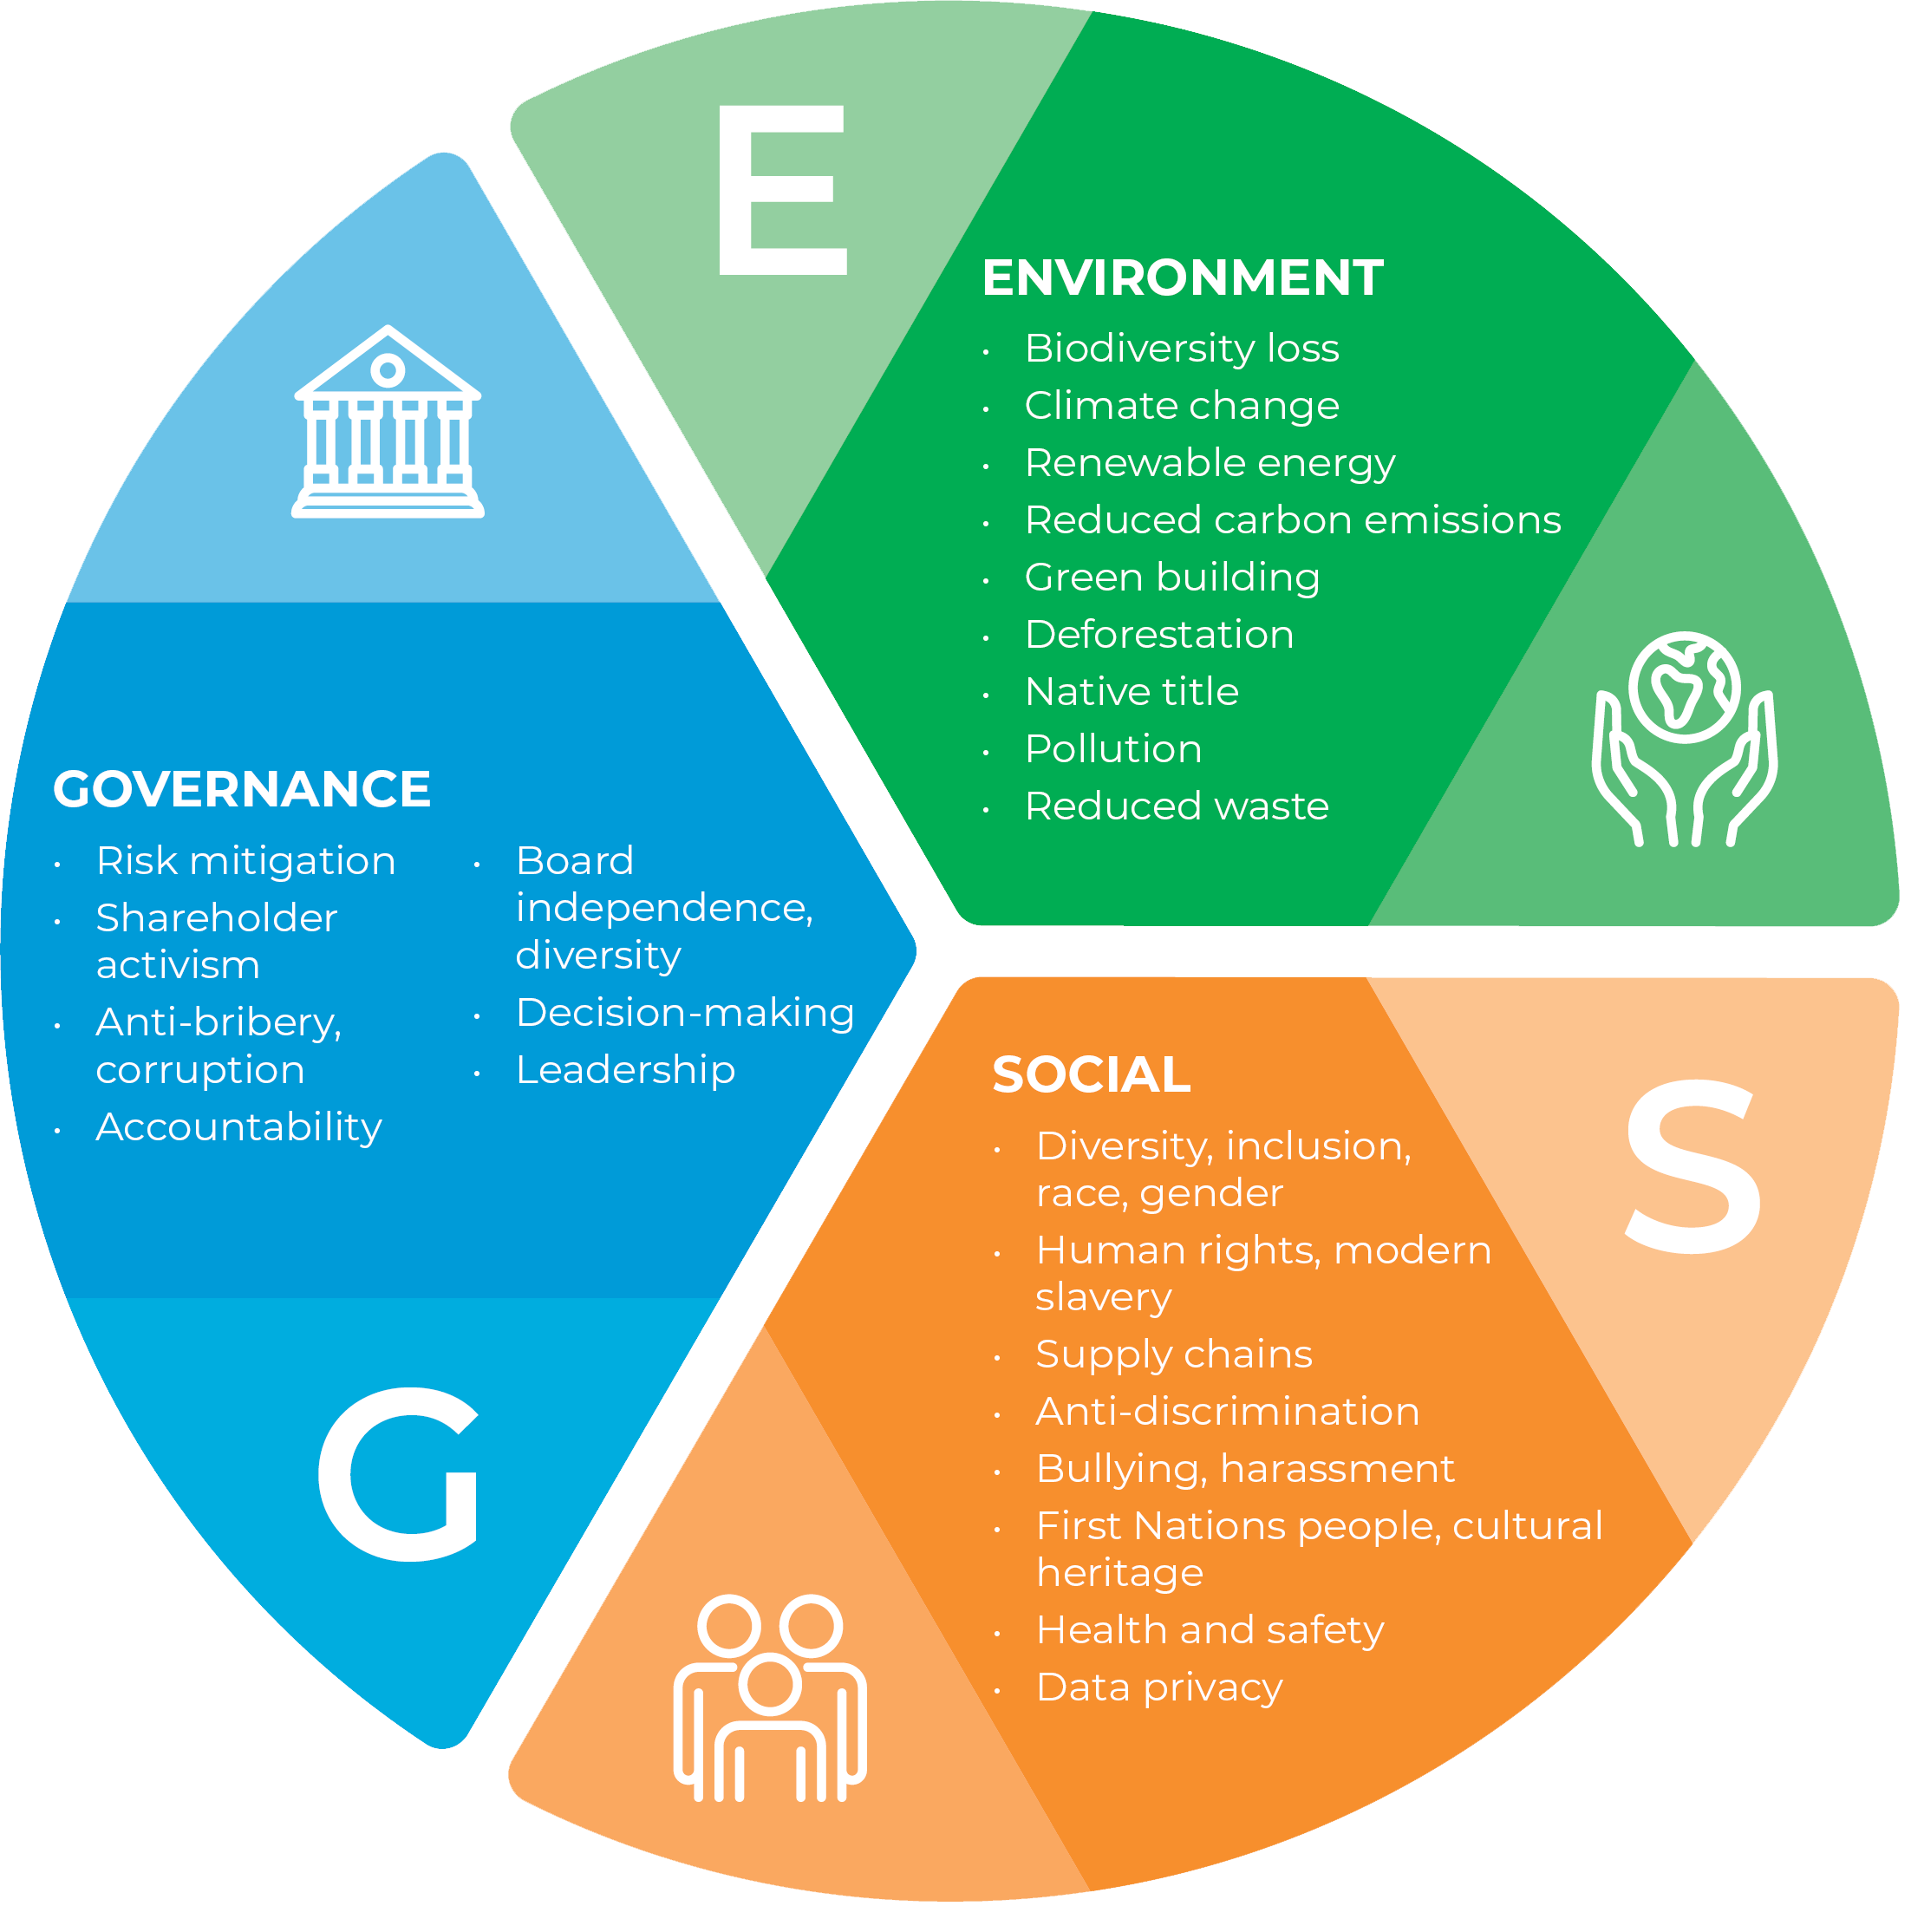 E
ENVIRONMENT
· Biodiversity loss
· Climate change
· Renewable energy
· Reduced carbon emissions
· Green building
· Deforestation
· Native title
· Pollution
· Reduced waste
S
SOCIAL
· Diversity, inclusion,
race, gender
· Human rights, modern
slavery
· Supply chains
· Anti-discrimination
· Bullying, harassment
· First Nations people, cultural
heritage
· Health and safety
· Data privacy
G
GOVERNANCE
· Risk mitigation
· Shareholder
activism
· Anti-bribery,
corruption
· Accountability
· Board
independence,
diversity
· Decision-making
· Leadership